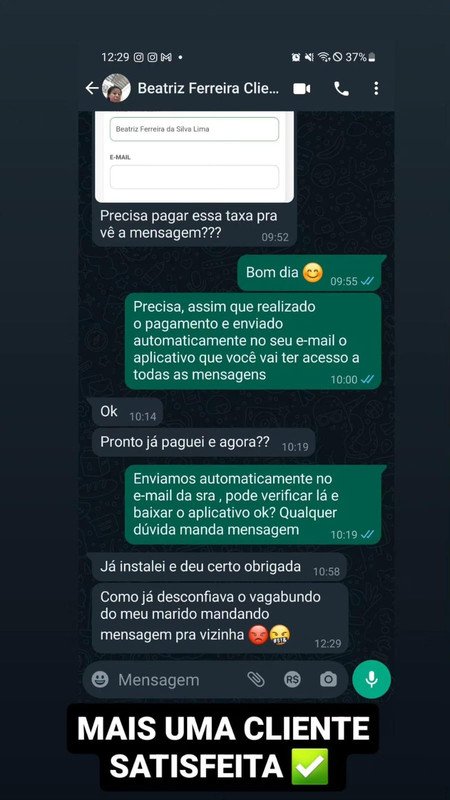 12:29
37%
Beatriz Ferreira Clie...
Beatriz Ferreira da Silva Lima
E-MAIL
Precisa pagar essa taxa pra
vê a mensagem???
09:52
Bom dia 😊
09:55
Precisa, assim que realizado
o pagamento e enviado
automaticamente no seu e-mail o
aplicativo que você vai ter acesso a
todas as mensagens
10:00
Ok
10:14
Pronto já paguei e agora??
10:19
Enviamos automaticamente no
e-mail da sra , pode verificar lá e
baixar o aplicativo ok? Qualquer
dúvida manda mensagem
10:19
Já instalei e deu certo obrigada
10:58
Como já desconfiava o vagabundo
do meu marido mandando
mensagem pra vizinha 😡🤬
12:29
Mensagem
R$
MAIS UMA CLIENTE
SATISFEITA ✅